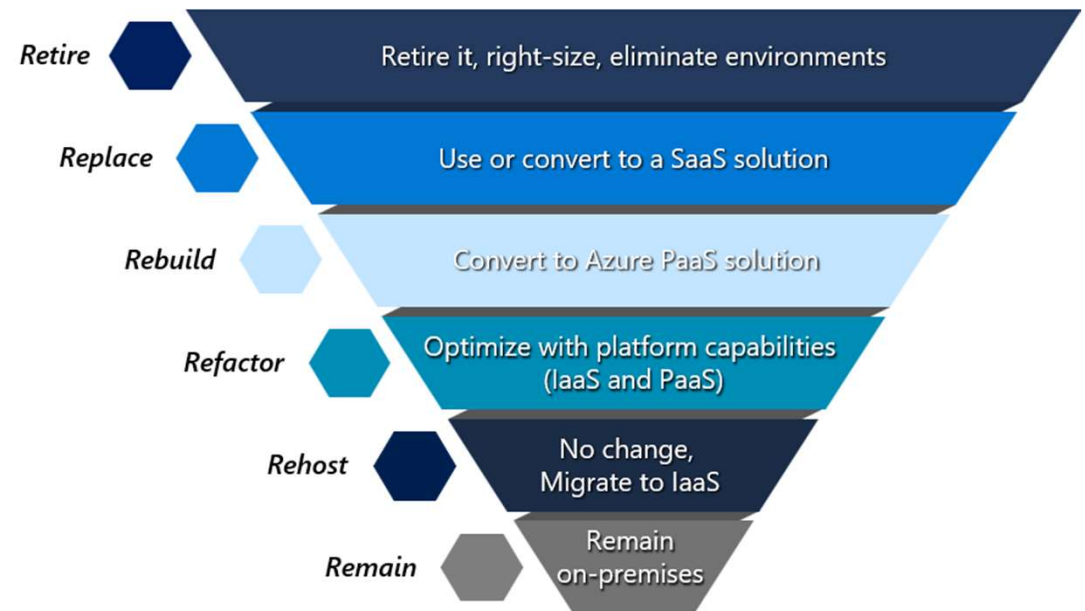 Retire
Retire it, right-size, eliminate environments
Replace
Use or convert to a SaaS solution
Rebuild
Convert to Azure PaaS solution
Refactor
Optimize with platform capabilities
(IaaS and PaaS)
Rehost
No change,
Migrate to IaaS
Remain
Remain
on-premises